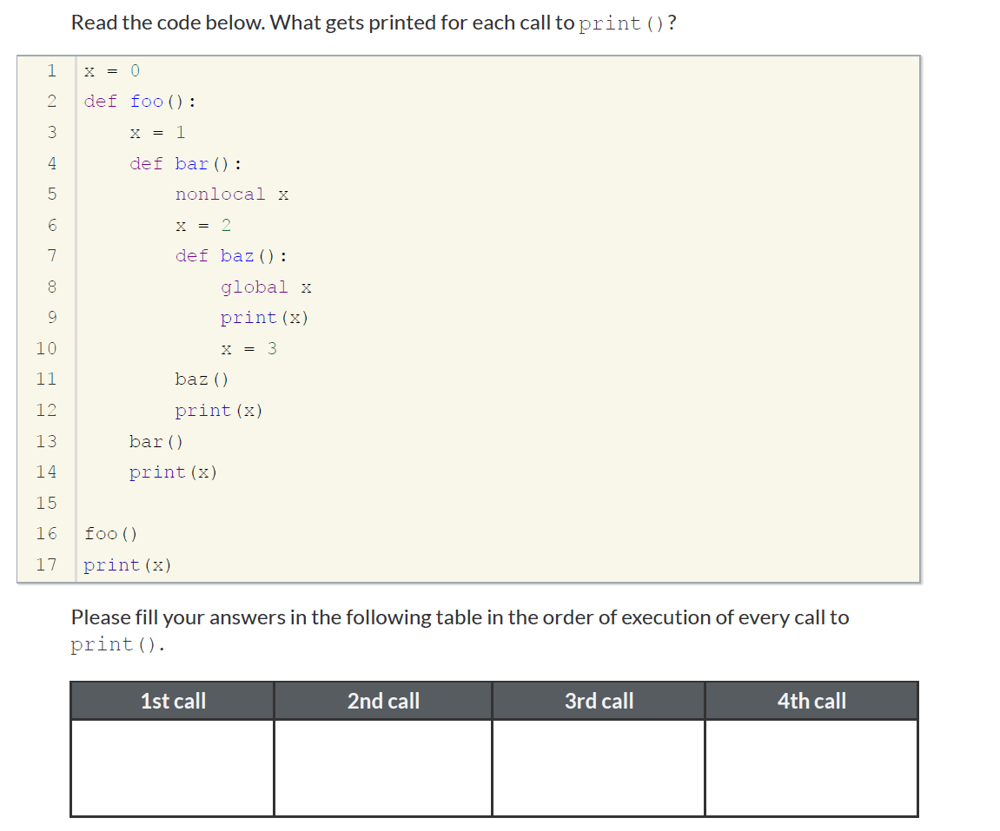 Read the code below. What gets printed for each call to print()?
1 x = 0
2 def foo():
3     x = 1
4     def bar():
5         nonlocal x
6         x = 2
7         def baz():
8             global x
9             print(x)
10             x = 3
11         baz()
12         print(x)
13     bar()
14     print(x)
15
16 foo()
17 print(x)
Please fill your answers in the following table in the order of execution of every call to
print().
1st call 2nd call 3rd call 4th call